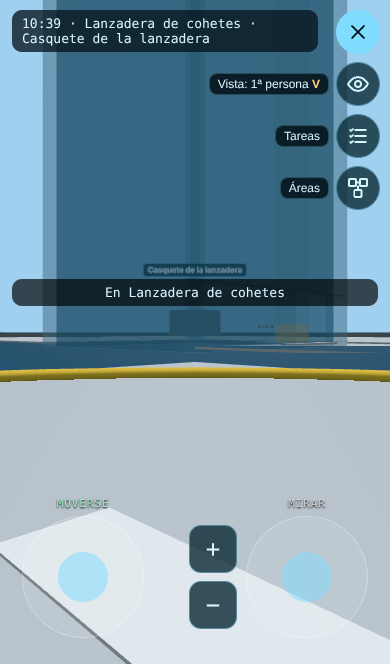 10:39 · Lanzadera de cohetes ·
Casquete de la lanzadera
Vista: 1ª persona V
Tareas
Áreas
Casquete de la lanzadera
En Lanzadera de cohetes
MOVERSE
MIRAR
+
−